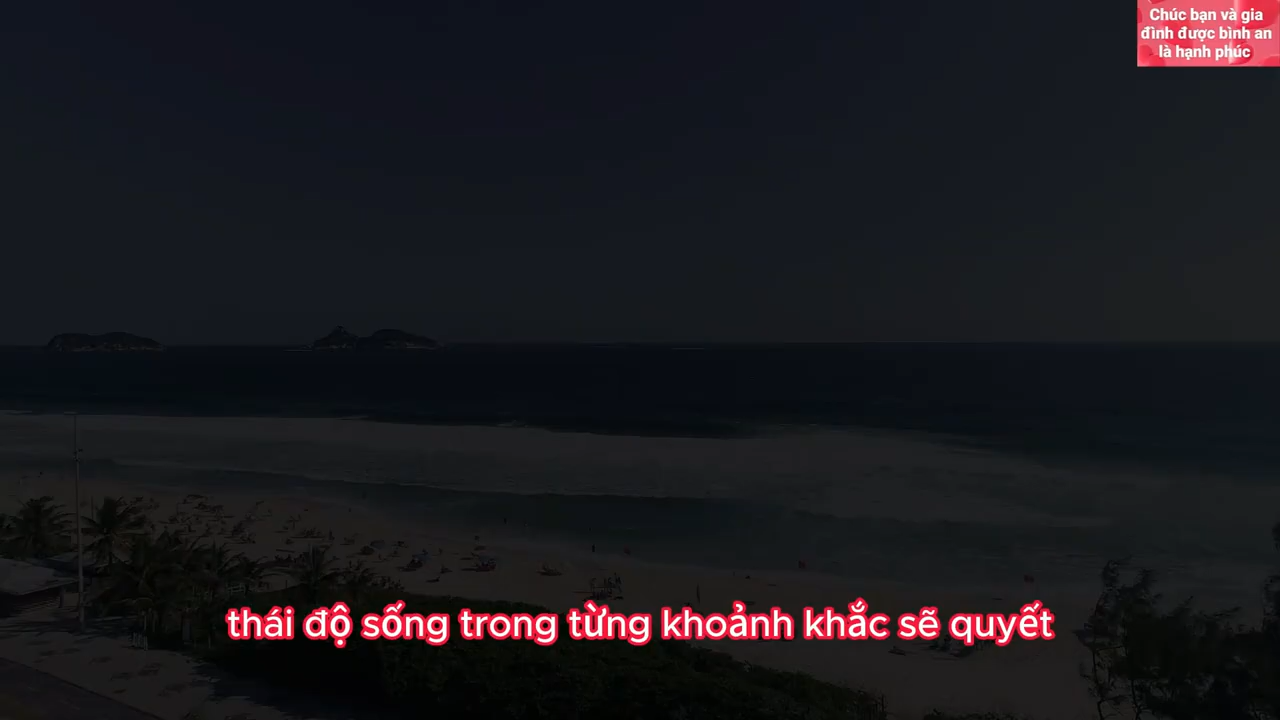 Chúc bạn và gia
đình được bình an
là hạnh phúc
thái độ sống trong từng khoảnh khắc sẽ quyết